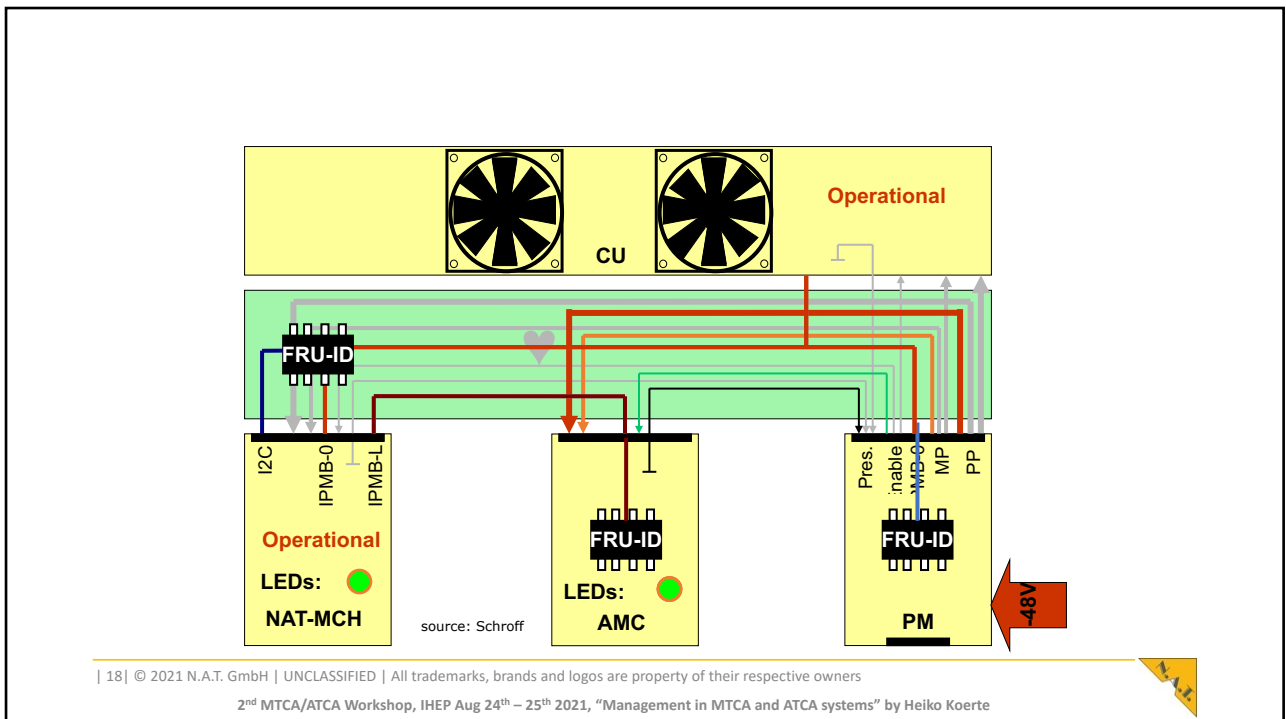 Operational
CU
FRU-ID
I2C
IPMB-0
IPMB-L
Pres.
MP
PP
Operational
LEDs:
NAT-MCH
source: Schroff
FRU-ID
LEDs:
AMC
FRU-ID
PM
-48V
| 18| © 2021 N.A.T. GmbH | UNCLASSIFIED | All trademarks, brands and logos are property of their respective owners
2nd MTCA/ATCA Workshop, IHEP Aug 24th – 25th 2021, “Management in MTCA and ATCA systems” by Heiko Koerte
N.A.T.